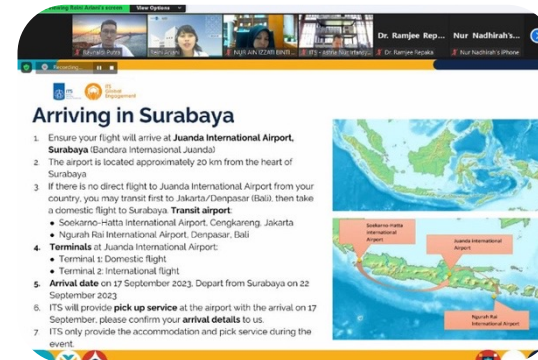 viewing Retno Ardani's screen
View Options
Dr. Ramjee Rep...
Nur Nadhirah's...
Dr. Ramjee Repaka
Nur Nadhirah's iPhone
Recording...
ITS
ITS
Global
Engagement
Arriving in Surabaya
1. Ensure your flight will arrive at Juanda International Airport,
Surabaya (Bandara Internasional Juanda)
2. The airport is located approximately 20 km from the heart of
Surabaya
3. If there is no direct flight to Juanda International Airport from your
country, you may transit first to Jakarta/Denpasar (Bali), then take
a domestic flight to Surabaya. Transit airport:
• Soekarno-Hatta International Airport, Cengkareng, Jakarta
• Ngurah Rai International Airport, Denpasar, Bali
4. Terminals at Juanda International Airport:
• Terminal 1: Domestic flight
• Terminal 2: International flight
5. Arrival date on 17 September 2023, Depart from Surabaya on 22
September 2023
6. ITS will provide pick up service at the airport with the arrival on 17
September, please confirm your arrival details to us.
7. ITS only provide the accommodation and pick service during the
event.
Soekarno-Hatta
International
Airport
Juanda International
Airport
Ngurah Rai
International Airport